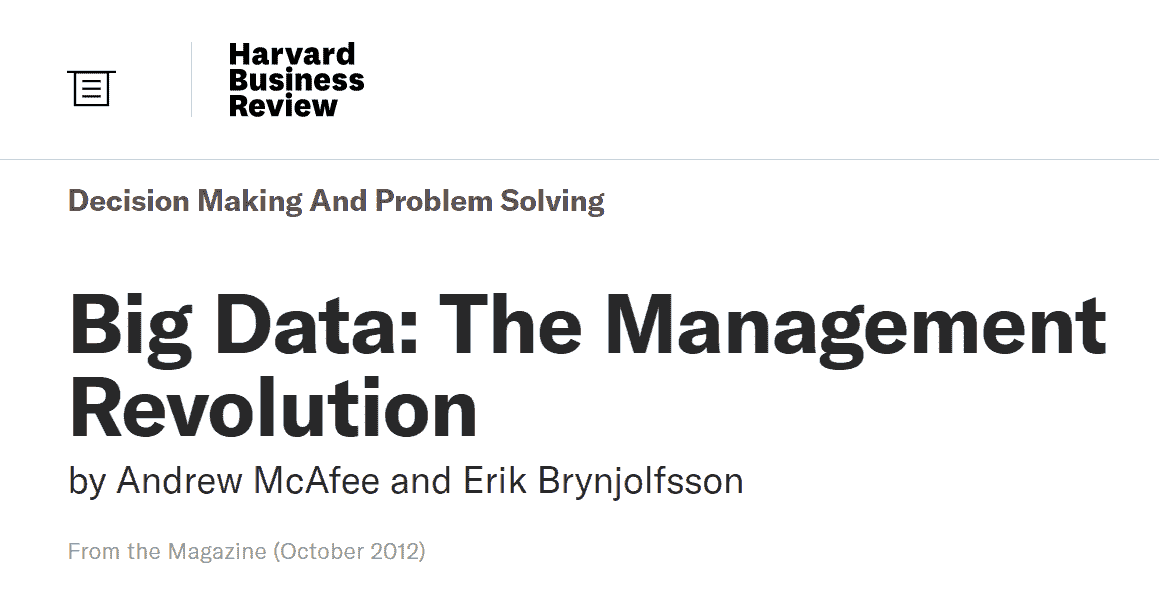 Harvard
Business
Review
Decision Making And Problem Solving
Big Data: The Management
Revolution
by Andrew McAfee and Erik Brynjolfsson
From the Magazine (October 2012)